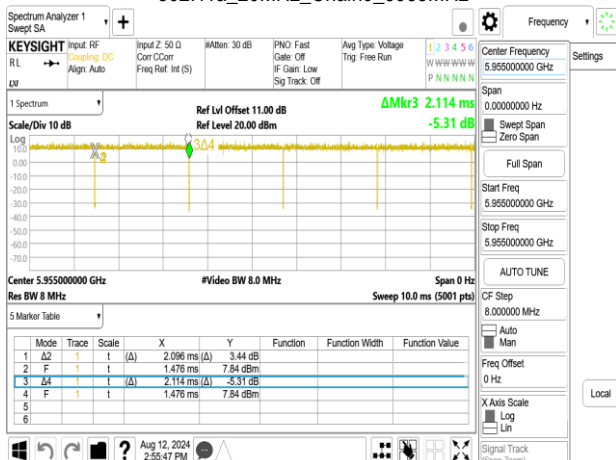 Spectrum Analyzer 1
Swept SA
+
Frequency
KEYSIGHT
RL
LXI
Input: RF
Coupling: DC
Align: Auto
Input Z: 50 Ω
Corr CCorr
Freq Ref: Int (S)
#Atten: 30 dB
PNO: Fast
Gate: Off
IF Gain: Low
Sig Track: Off
Avg Type: Voltage
Trig: Free Run
1 2 3 4 5 6
W W W W W W
P N N N N N
Center Frequency
5.955000000 GHz
Settings
Span
0.00000000 Hz
Swept Span
Zero Span
Full Span
Start Freq
5.955000000 GHz
Stop Freq
5.955000000 GHz
AUTO TUNE
CF Step
8.000000 MHz
Auto
Man
Freq Offset
0 Hz
X Axis Scale
Log
Lin
Signal Track
(Span Zoom)
Local
1 Spectrum
Scale/Div 10 dB
Ref Lvl Offset 11.00 dB
Ref Level 20.00 dBm
ΔMkr3 2.114 ms
-5.31 dB
Log
10.0
0.00
-10.0
-20.0
-30.0
-40.0
-50.0
-60.0
-70.0
2
3Δ4
Center 5.955000000 GHz
Res BW 8 MHz
#Video BW 8.0 MHz
Span 0 Hz
Sweep 10.0 ms (5001 pts)
5 Marker Table
Mode Trace Scale X Y Function Function Width Function Value
1 Δ2 1 t (Δ) 2.096 ms (Δ) 3.44 dB
2 F 1 t 1.476 ms 7.84 dBm
3 Δ4 1 t (Δ) 2.114 ms (Δ) -5.31 dB
4 F 1 t 1.476 ms 7.84 dBm
5
6
?
Aug 12, 2024
2:55:47 PM